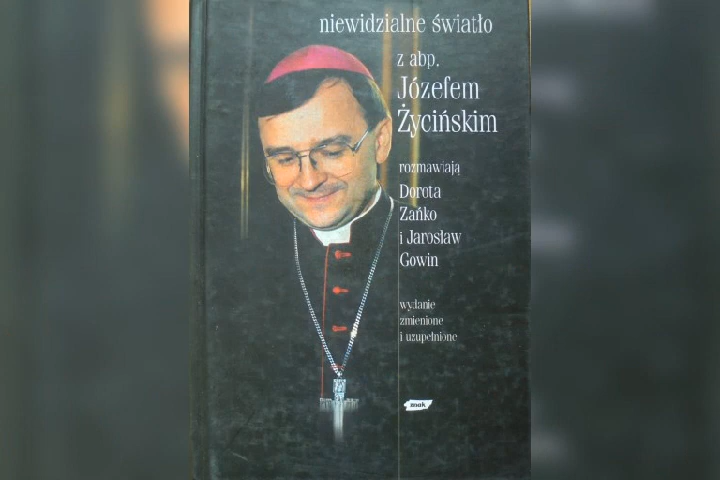 niewidzialne światło
z abp.
Józefem
Życińskim
rozmawiają
Dorota
Zańko
i Jarosław
Gowin
wydanie
zmienione
i uzupełnione
znak